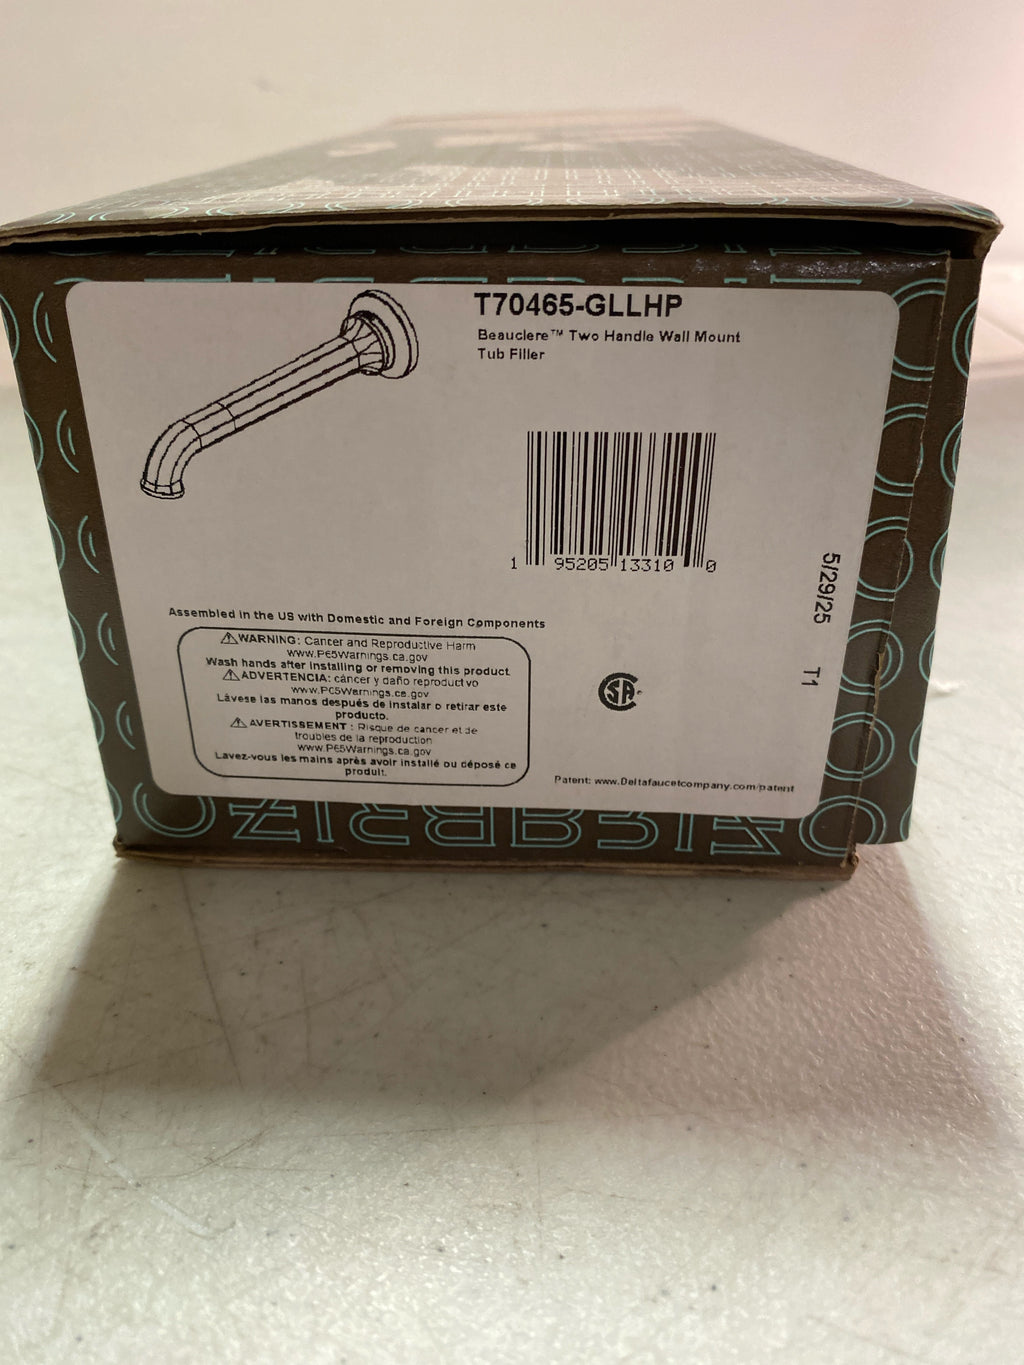 T70465-GLLHP
Beauclere™ Two Handle Wall Mount
Tub Filler
1 95205 13310 0
5/29/25 T1
Assembled in the US with Domestic and Foreign Components
⚠WARNING: Cancer and Reproductive Harm
www.P65Warnings.ca.gov
Wash hands after installing or removing this product
⚠ADVERTENCIA: cáncer y daño reproductivo
www.P65Warnings.ca.gov
Lávese las manos después de instalar o retirar este
producto.
⚠AVERTISSEMENT : Risque de cancer et de
troubles de la reproduction
www.P65Warnings.ca.gov
Lavez-vous les mains après avoir installé ou déposé ce
produit.
SA
Patent: www.Deltafaucetcompany.com/patent
BRIZO